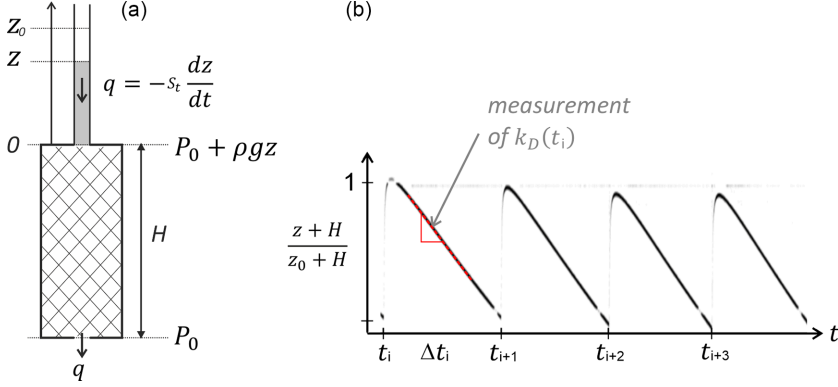 (a)
z₀
z
q = −sₜ dz/dt
0
P₀ + ρgz
H
P₀
q
(b)
measurement
of k_D(tᵢ)
1
z + H
z₀ + H
tᵢ
Δtᵢ
tᵢ₊₁
tᵢ₊₂
tᵢ₊₃
t